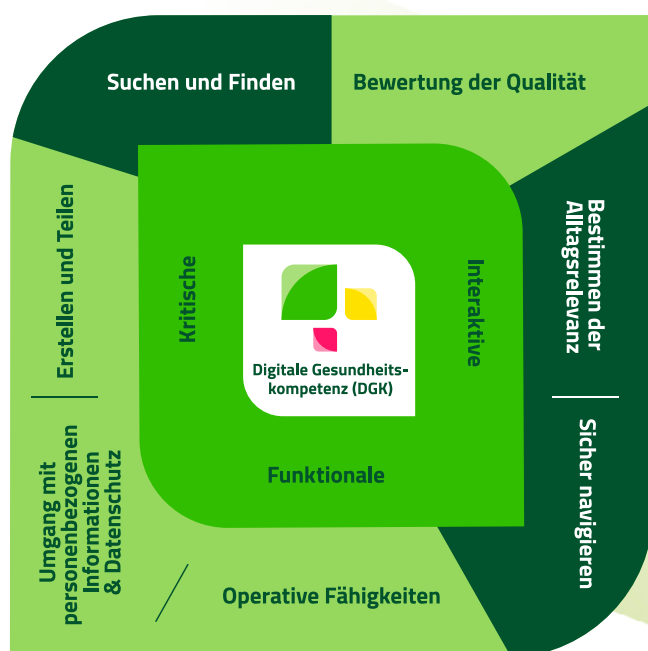 Suchen und Finden
Bewertung der Qualität
Bestimmen der
Alltagsrelevanz
Sicher navigieren
Operative Fähigkeiten
Umgang mit
personenbezogenen
Informationen
& Datenschutz
Erstellen und Teilen
Kritische
Interaktive
Funktionale
Digitale Gesundheits-
kompetenz (DGK)